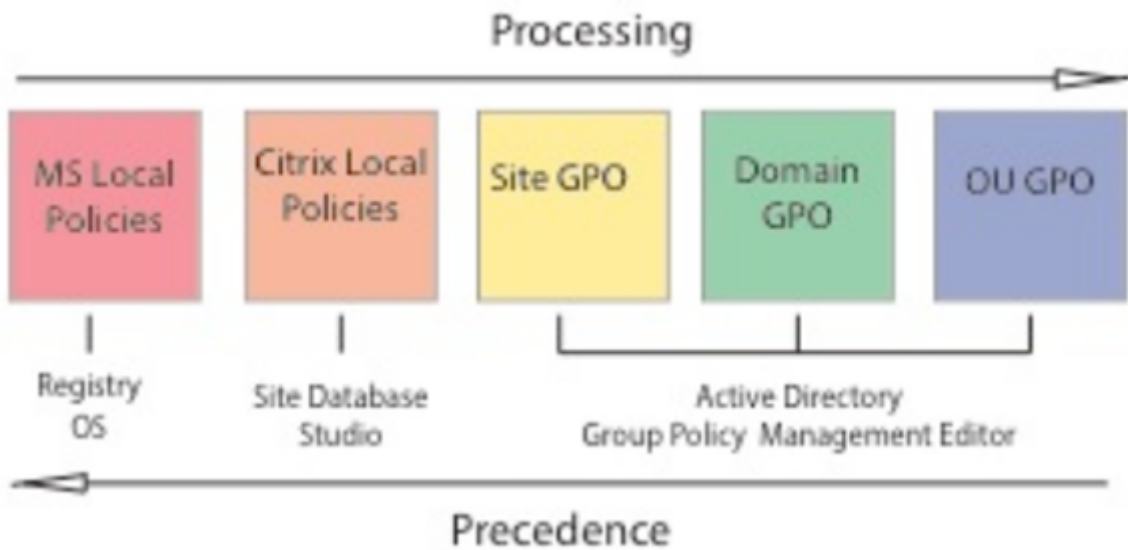 Processing
MS Local
Policies
Citrix Local
Policies
Site GPO
Domain
GPO
OU GPO
Registry
OS
Site Database
Studio
Active Directory
Group Policy Management Editor
Precedence